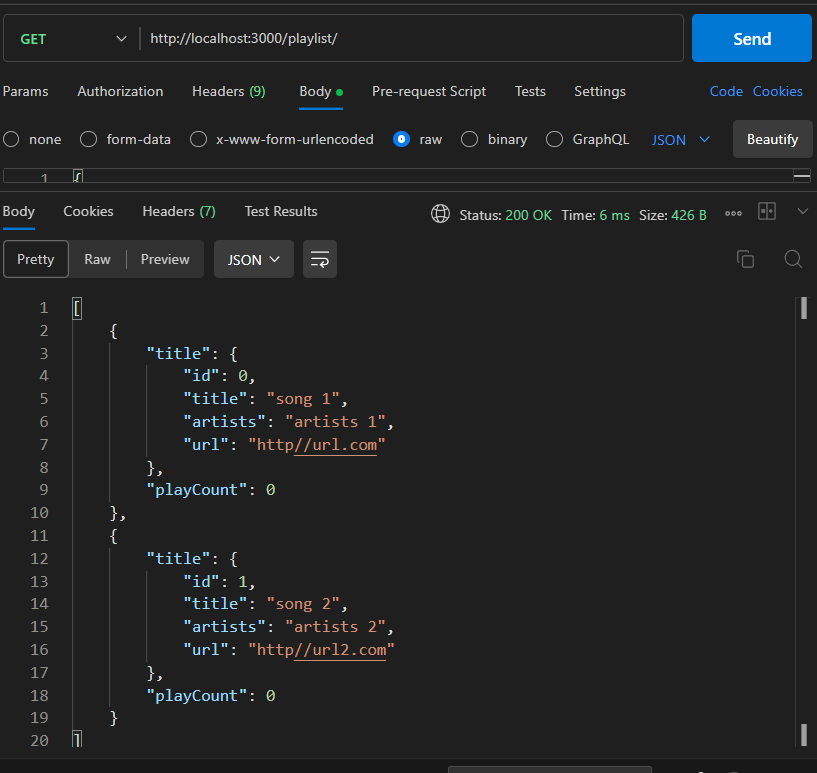 GET http://localhost:3000/playlist/ Send
Params Authorization Headers (9) Body Pre-request Script Tests Settings Code Cookies
none form-data x-www-form-urlencoded raw binary GraphQL JSON Beautify
1 {
Body Cookies Headers (7) Test Results Status: 200 OK Time: 6 ms Size: 426 B
Pretty Raw Preview JSON
1 [
2 {
3 "title": {
4 "id": 0,
5 "title": "song 1",
6 "artists": "artists 1",
7 "url": "http//url.com"
8 },
9 "playCount": 0
10 },
11 {
12 "title": {
13 "id": 1,
14 "title": "song 2",
15 "artists": "artists 2",
16 "url": "http//url2.com"
17 },
18 "playCount": 0
19 }
20 ]